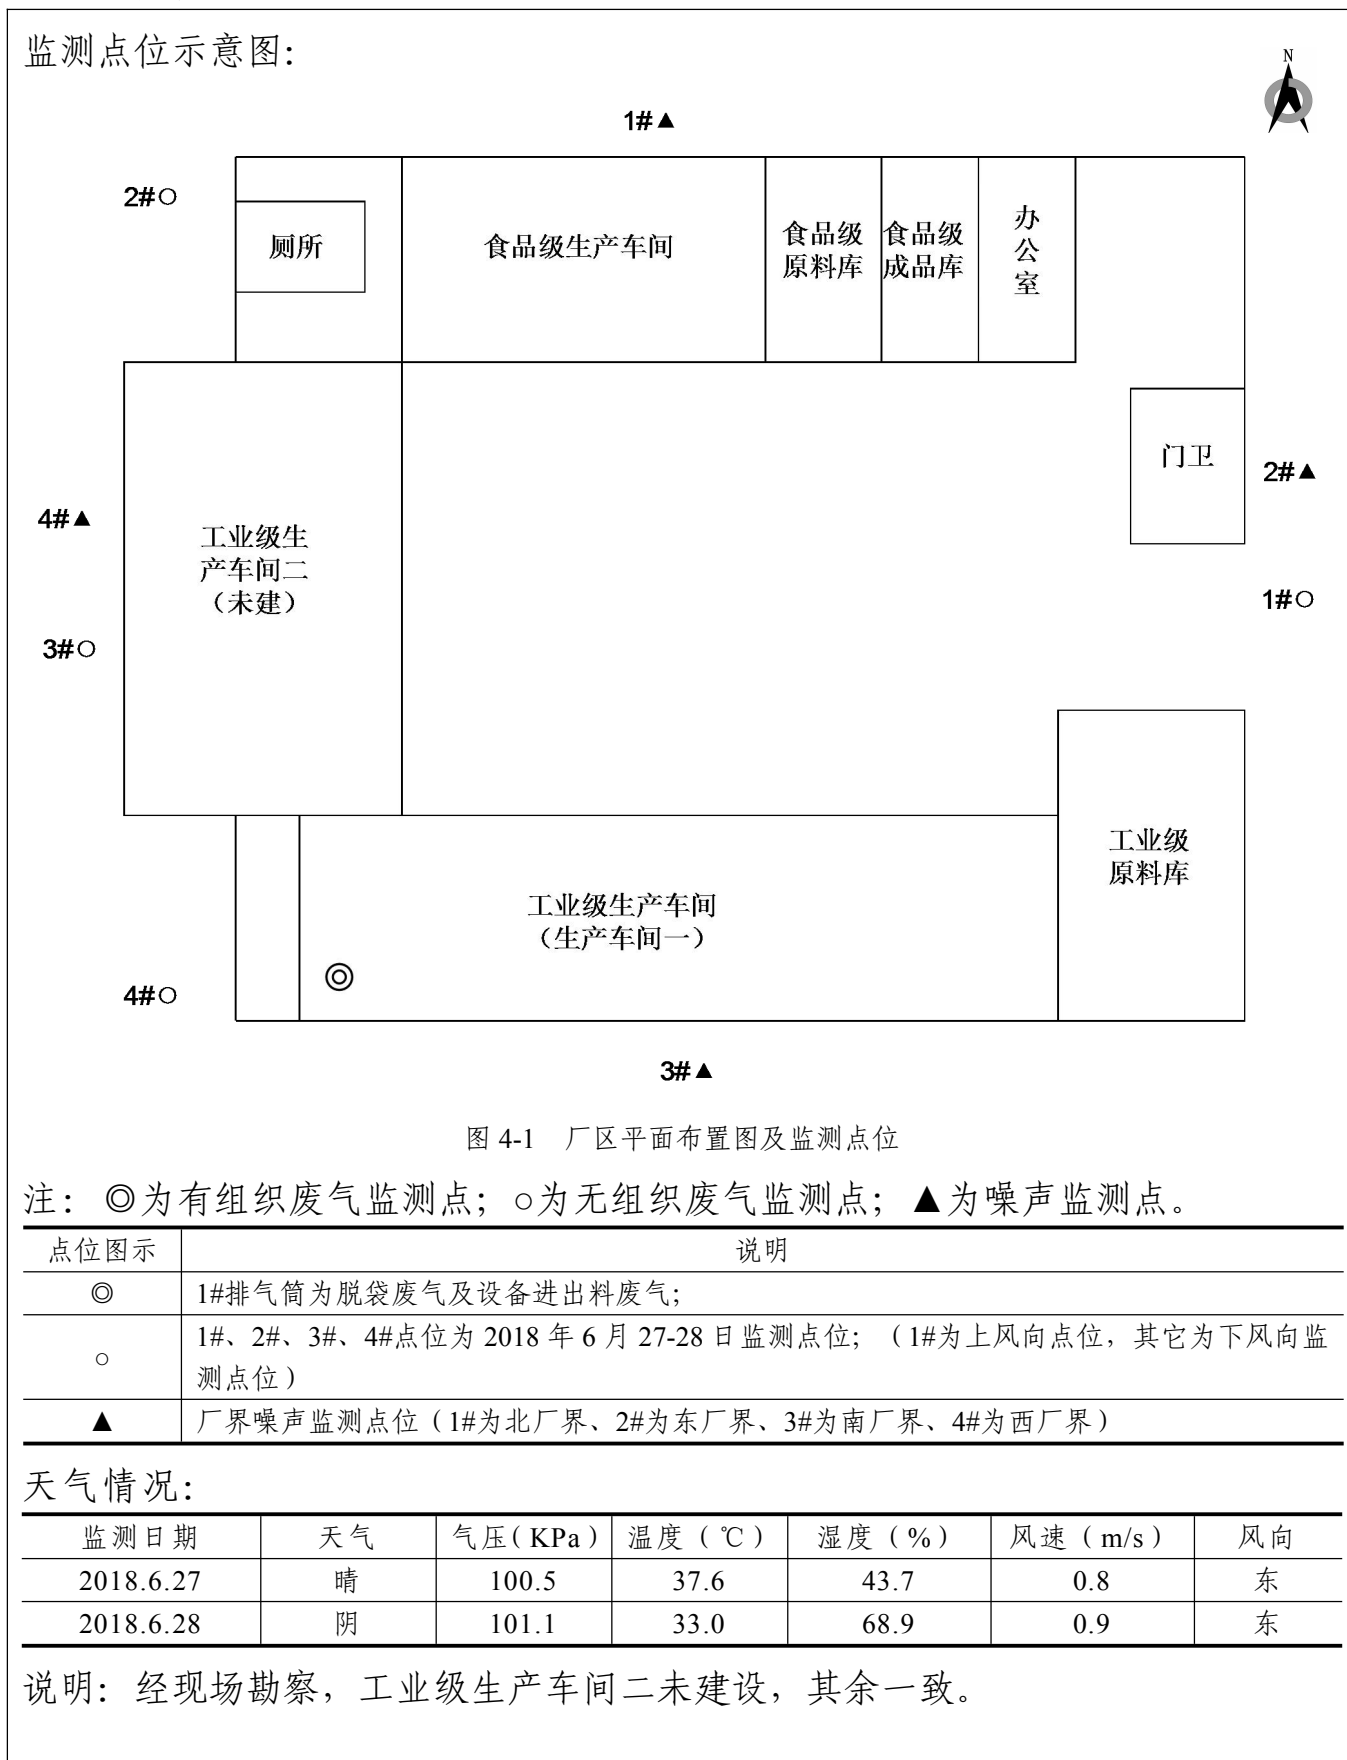 监测点位示意图：
N
1#▲
2#○
厕所
食品级生产车间
食品级
原料库
食品级
成品库
办
公
室
门卫
2#▲
4#▲
工业级生
产车间二
（未建）
1#○
3#○
工业级
原料库
工业级生产车间
（生产车间一）
◎
4#○
3#▲
图 4-1 厂区平面布置图及监测点位
注： ◎为有组织废气监测点；○为无组织废气监测点；▲为噪声监测点。
点位图示 说明
◎ 1#排气筒为脱袋废气及设备进出料废气；
○ 1#、2#、3#、4#点位为 2018 年 6 月 27-28 日监测点位；（1#为上风向点位，其它为下风向监
测点位）
▲ 厂界噪声监测点位（1#为北厂界、2#为东厂界、3#为南厂界、4#为西厂界）
天气情况：
监测日期 天气 气压（KPa） 温度（℃） 湿度（%） 风速（m/s） 风向
2018.6.27 晴 100.5 37.6 43.7 0.8 东
2018.6.28 阴 101.1 33.0 68.9 0.9 东
说明：经现场勘察，工业级生产车间二未建设，其余一致。